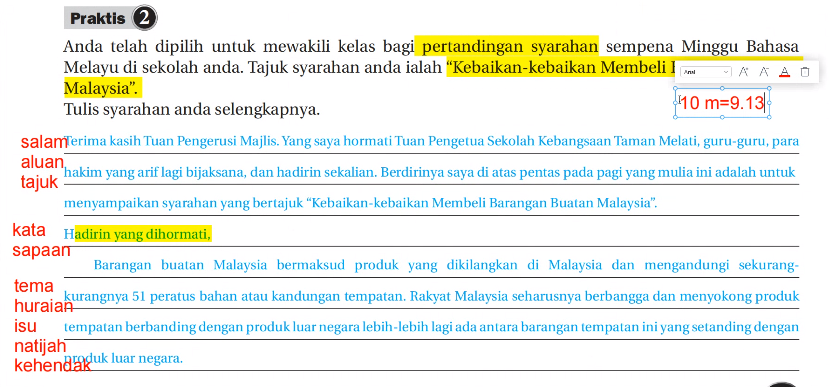 Praktis 2
Anda telah dipilih untuk mewakili kelas bagi pertandingan syarahan sempena Minggu Bahasa
Melayu di sekolah anda. Tajuk syarahan anda ialah “Kebaikan-kebaikan Membeli
Arial
A A A
Malaysia”.
10 m=9.13
Tulis syarahan anda selengkapnya.
salam
aluan
tajuk
Terima kasih Tuan Pengerusi Majlis. Yang saya hormati Tuan Pengetua Sekolah Kebangsaan Taman Melati, guru-guru, para
hakim yang arif lagi bijaksana, dan hadirin sekalian. Berdirinya saya di atas pentas pada pagi yang mulia ini adalah untuk
menyampaikan syarahan yang bertajuk “Kebaikan-kebaikan Membeli Barangan Buatan Malaysia”.
kata
sapaan
Hadirin yang dihormati,
Barangan buatan Malaysia bermaksud produk yang dikilangkan di Malaysia dan mengandungi sekurang-
tema
huraian
isu
natijah
kehendak
kurangnya 51 peratus bahan atau kandungan tempatan. Rakyat Malaysia seharusnya berbangga dan menyokong produk
tempatan berbanding dengan produk luar negara lebih-lebih lagi ada antara barangan tempatan ini yang setanding dengan
produk luar negara.